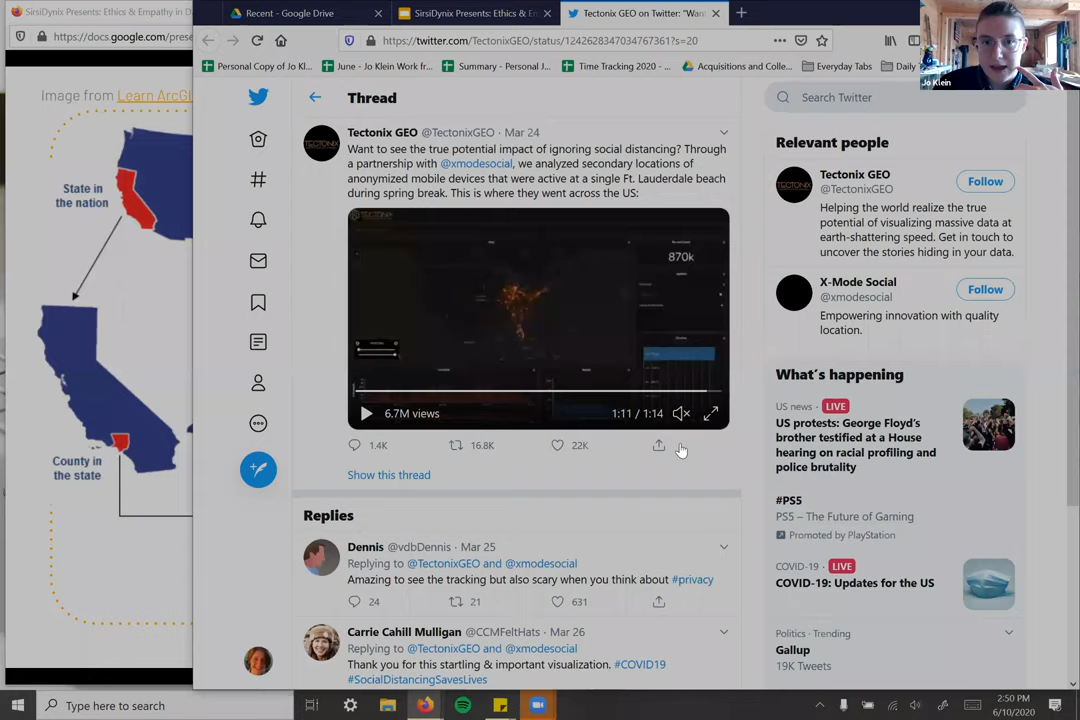 SirsiDynix Presents: Ethics & Empathy in D
Recent - Google Drive
SirsiDynix Presents: Ethics & Em
Tectonix GEO on Twitter: "Wan
https://docs.google.com/prese
https://twitter.com/TectonixGEO/status/1242628347034767361?s=20
Personal Copy of Jo Kl...
June - Jo Klein Work fr...
Summary - Personal J...
Time Tracking 2020 - ...
Acquisitions and Colle...
Everyday Tabs
Daily
Jo Klein
Image from Learn ArcGI
State in
the nation
County in
the state
Thread
Search Twitter
Tectonix GEO @TectonixGEO · Mar 24
Want to see the true potential impact of ignoring social distancing? Through
a partnership with @xmodesocial, we analyzed secondary locations of
anonymized mobile devices that were active at a single Ft. Lauderdale beach
during spring break. This is where they went across the US:
870k
6.7M views
1:11 / 1:14
1.4K
16.8K
22K
Show this thread
Replies
Dennis @vdbDennis · Mar 25
Replying to @TectonixGEO and @xmodesocial
Amazing to see the tracking but also scary when you think about #privacy
24
21
631
Carrie Cahill Mulligan @CCMFeltHats · Mar 26
Replying to @TectonixGEO and @xmodesocial
Thank you for this startling & important visualization. #COVID19
#SocialDistancingSavesLives
Relevant people
Tectonix GEO
@TectonixGEO
Follow
Helping the world realize the true
potential of visualizing massive data at
earth-shattering speed. Get in touch to
uncover the stories hiding in your data.
X-Mode Social
@xmodesocial
Follow
Empowering innovation with quality
location.
What's happening
US news · LIVE
US protests: George Floyd's
brother testified at a House
hearing on racial profiling and
police brutality
#PS5
PS5 – The Future of Gaming
Promoted by PlayStation
COVID-19 · LIVE
COVID-19: Updates for the US
Politics · Trending
Gallup
19K Tweets
Type here to search
2:50 PM
6/10/2020